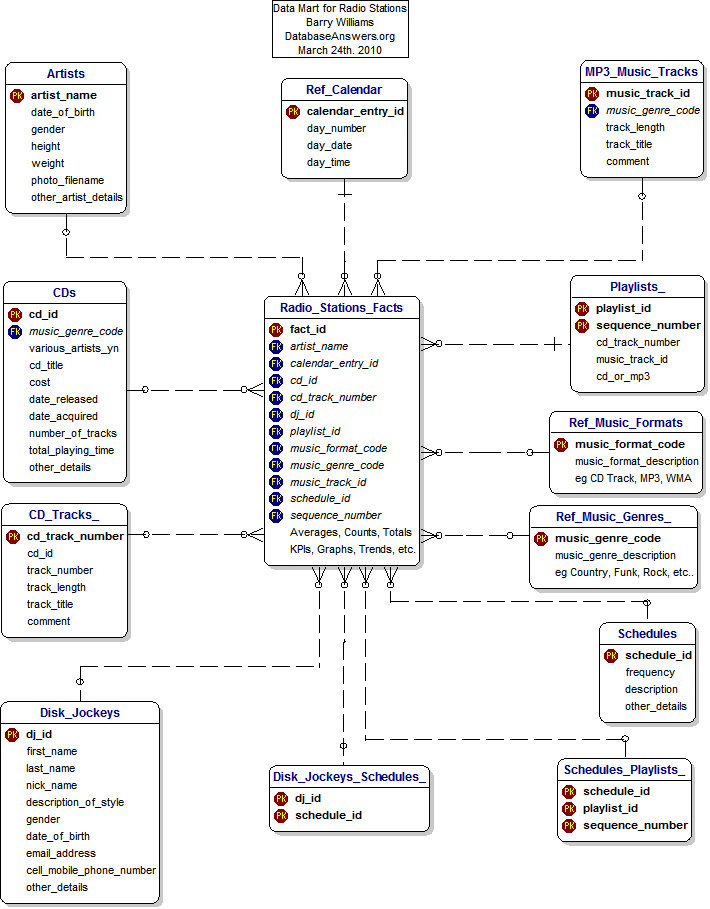 Data Mart for Radio Stations
Barry Williams
DatabaseAnswers.org
March 24th. 2010
Artists
PK artist_name
date_of_birth
gender
height
weight
photo_filename
other_artist_details
Ref_Calendar
PK calendar_entry_id
day_number
day_date
day_time
MP3_Music_Tracks
PK music_track_id
FK music_genre_code
track_length
track_title
comment
CDs
PK cd_id
FK music_genre_code
various_artists_yn
cd_title
cost
date_released
date_acquired
number_of_tracks
total_playing_time
other_details
Radio_Stations_Facts
PK fact_id
FK artist_name
FK calendar_entry_id
FK cd_id
FK cd_track_number
FK dj_id
FK playlist_id
FK music_format_code
FK music_genre_code
FK music_track_id
FK schedule_id
FK sequence_number
Averages, Counts, Totals
KPIs, Graphs, Trends, etc.
Playlists_
PK playlist_id
PK sequence_number
cd_track_number
music_track_id
cd_or_mp3
Ref_Music_Formats
PK music_format_code
music_format_description
eg CD Track, MP3, WMA
CD_Tracks_
PK cd_track_number
cd_id
track_number
track_length
track_title
comment
Ref_Music_Genres_
PK music_genre_code
music_genre_description
eg Country, Funk, Rock, etc..
Schedules
PK schedule_id
frequency
description
other_details
Disk_Jockeys
PK dj_id
first_name
last_name
nick_name
description_of_style
gender
date_of_birth
email_address
cell_mobile_phone_number
other_details
Disk_Jockeys_Schedules_
PK dj_id
PK schedule_id
Schedules_Playlists_
PK schedule_id
PK playlist_id
PK sequence_number